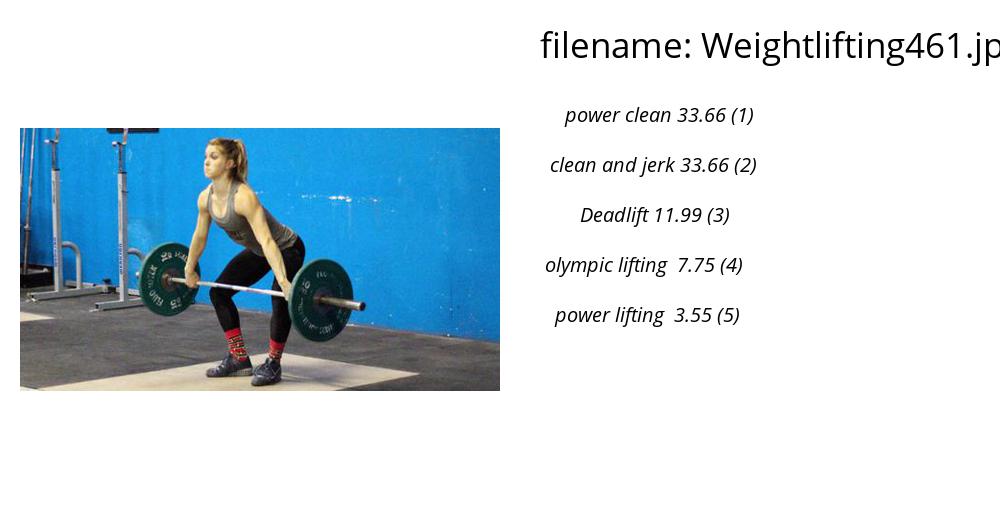 filename: Weightlifting461.jp
power clean 33.66 (1)
clean and jerk 33.66 (2)
Deadlift 11.99 (3)
olympic lifting 7.75 (4)
power lifting 3.55 (5)